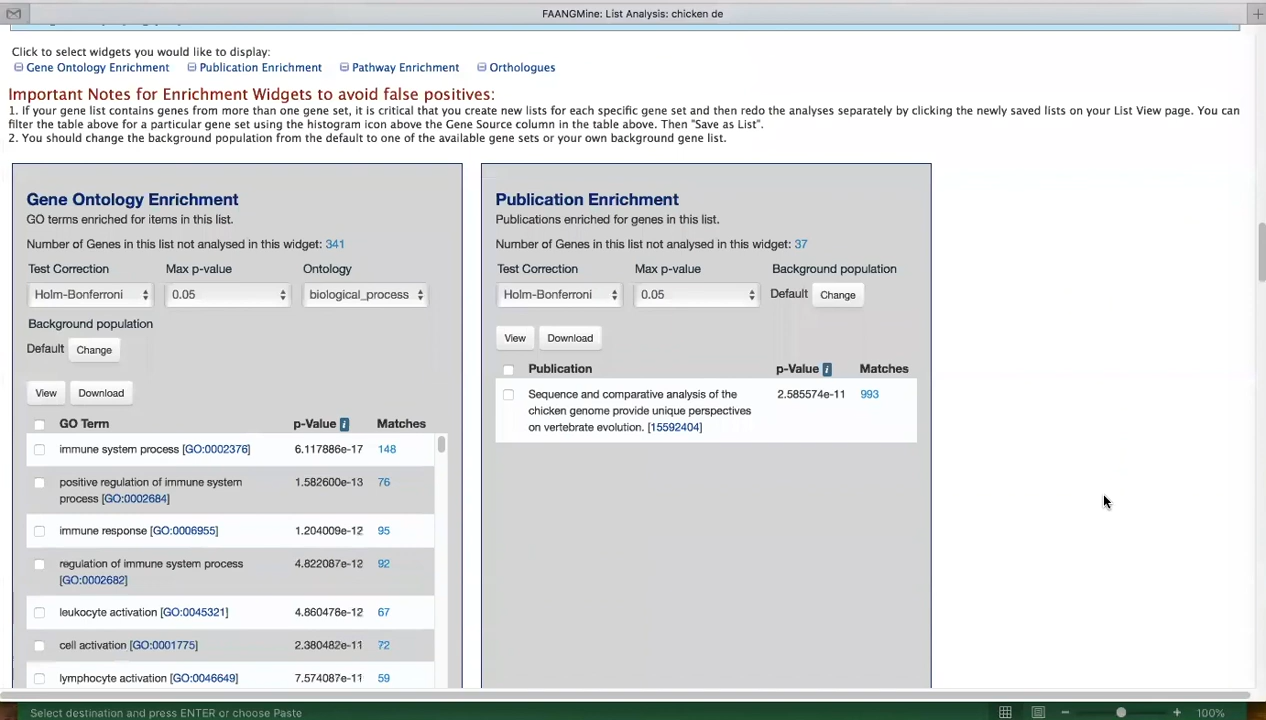 FAANGMine: List Analysis: chicken de
Click to select widgets you would like to display:
Gene Ontology Enrichment Publication Enrichment Pathway Enrichment Orthologues
Important Notes for Enrichment Widgets to avoid false positives:
1. If your gene list contains genes from more than one gene set, it is critical that you create new lists for each specific gene set and then redo the analyses separately by clicking the newly saved lists on your List View page. You can
filter the table above for a particular gene set using the histogram icon above the Gene Source column in the table above. Then "Save as List".
2. You should change the background population from the default to one of the available gene sets or your own background gene list.
Gene Ontology Enrichment
GO terms enriched for items in this list.
Number of Genes in this list not analysed in this widget: 341
Test Correction Max p-value Ontology
Holm-Bonferroni 0.05 biological_process
Background population
Default Change
View Download
GO Term p-Value i Matches
immune system process [GO:0002376] 6.117886e-17 148
positive regulation of immune system 1.582600e-13 76
process [GO:0002684]
immune response [GO:0006955] 1.204009e-12 95
regulation of immune system process 4.822087e-12 92
[GO:0002682]
leukocyte activation [GO:0045321] 4.860476e-12 67
cell activation [GO:0001775] 2.380482e-11 72
lymphocyte activation [GO:0046649] 7.574087e-11 59
Publication Enrichment
Publications enriched for genes in this list.
Number of Genes in this list not analysed in this widget: 37
Test Correction Max p-value Background population
Holm-Bonferroni 0.05 Default Change
View Download
Publication p-Value i Matches
Sequence and comparative analysis of the 2.585574e-11 993
chicken genome provide unique perspectives
on vertebrate evolution. [15592404]
Select destination and press ENTER or choose Paste 100%